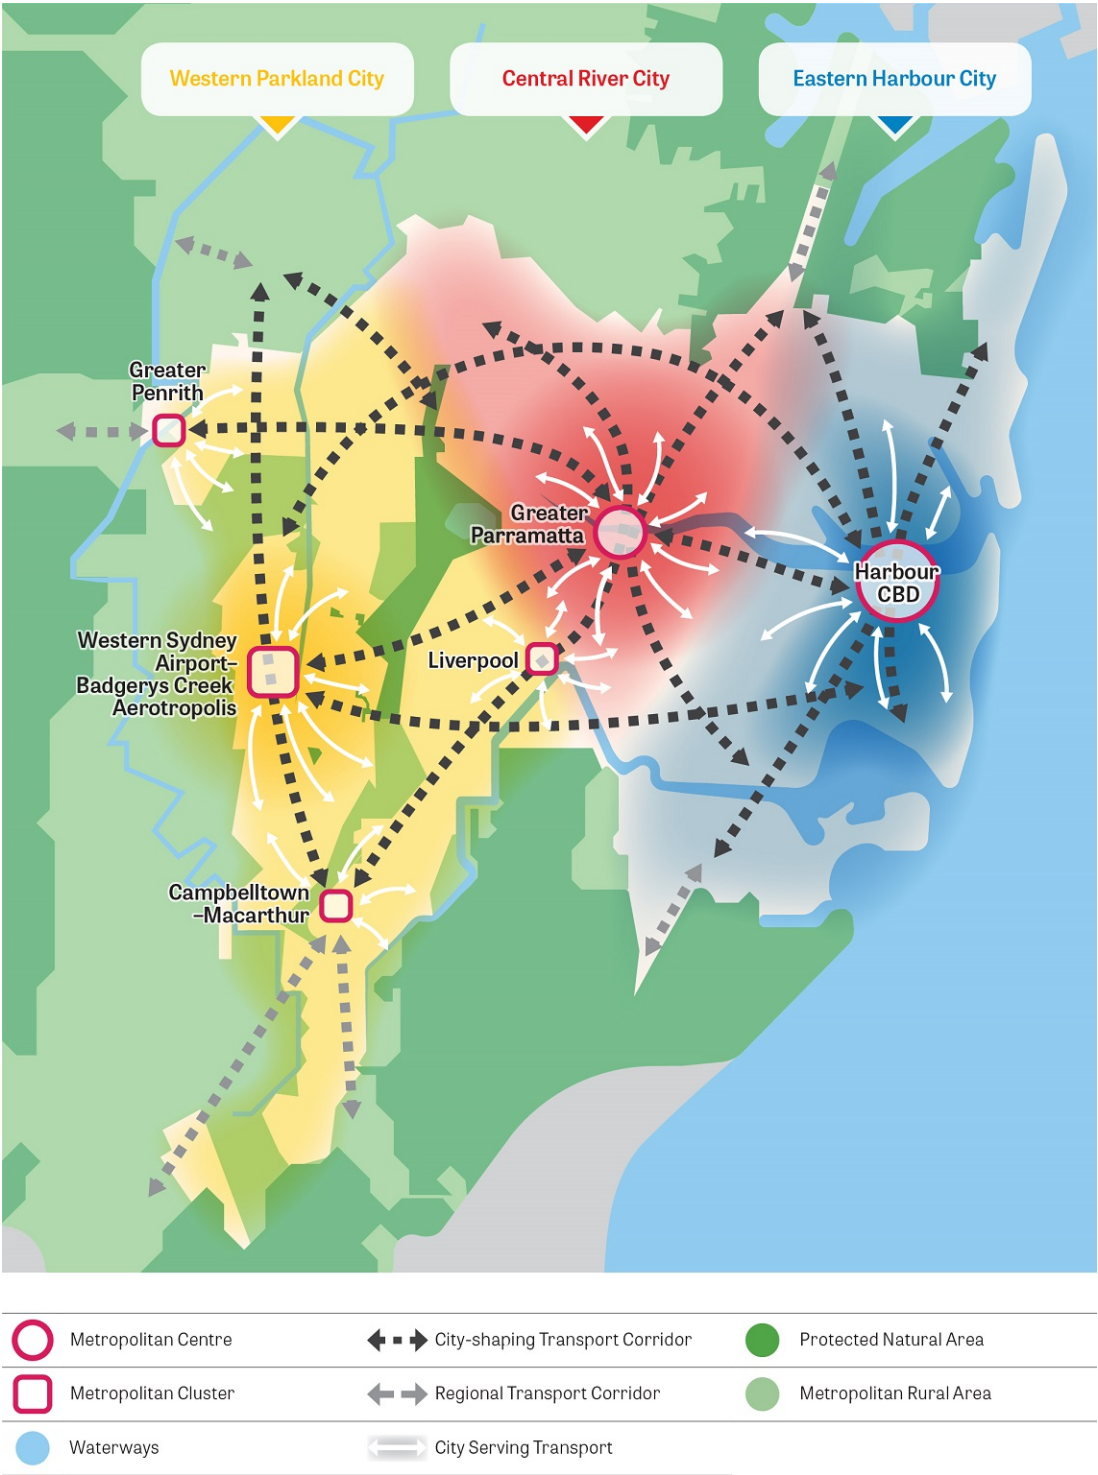 Western Parkland City
Central River City
Eastern Harbour City
Greater
Penrith
Greater
Parramatta
Harbour
CBD
Western Sydney
Airport–
Badgerys Creek
Aerotropolis
Liverpool
Campbelltown
–Macarthur
Metropolitan Centre
City-shaping Transport Corridor
Protected Natural Area
Metropolitan Cluster
Regional Transport Corridor
Metropolitan Rural Area
Waterways
City Serving Transport